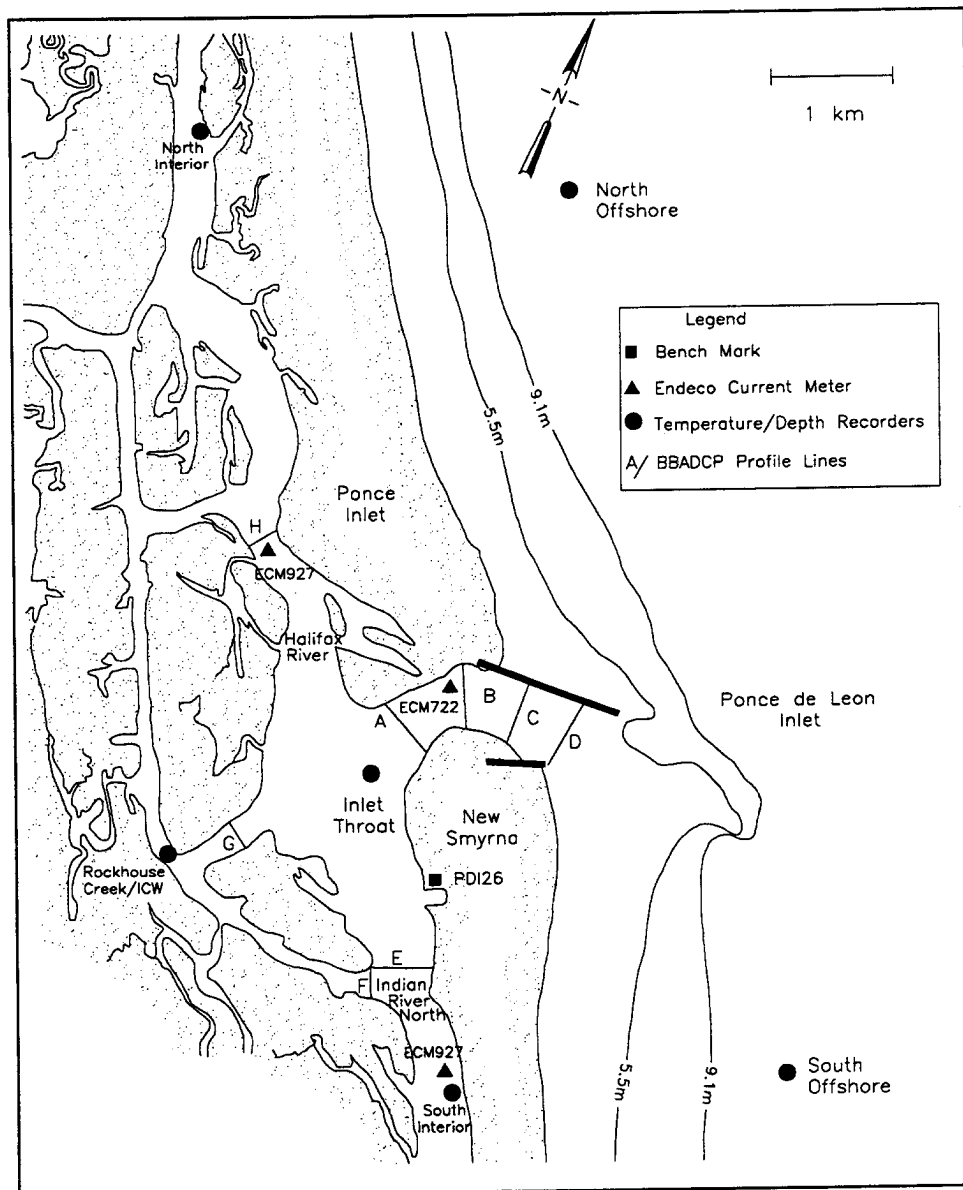 N
1 km
North
Interior
North
Offshore
Legend
Bench Mark
Endeco Current Meter
Temperature/Depth Recorders
A/ BBADCP Profile Lines
5.5m
9.1m
Ponce
Inlet
H
ECM927
Halifax
River
ECM722
A
B
C
D
Ponce de Leon
Inlet
Inlet
Throat
New
Smyrna
G
Rockhouse
Creek/ICW
PDI26
E
F
Indian
River
North
ECM927
South
Interior
5.5m
9.1m
South
Offshore